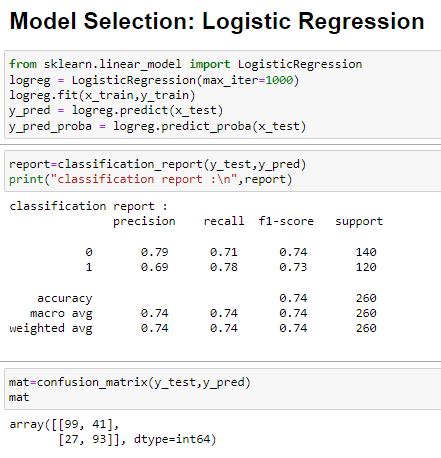 Model Selection: Logistic Regression
from sklearn.linear_model import LogisticRegression
logreg = LogisticRegression(max_iter=1000)
logreg.fit(x_train,y_train)
y_pred = logreg.predict(x_test)
y_pred_proba = logreg.predict_proba(x_test)
report=classification_report(y_test,y_pred)
print("classification report :\n",report)
classification report :
precision recall f1-score support
0 0.79 0.71 0.74 140
1 0.69 0.78 0.73 120
accuracy 0.74 260
macro avg 0.74 0.74 0.74 260
weighted avg 0.74 0.74 0.74 260
mat=confusion_matrix(y_test,y_pred)
mat
array([[99, 41],
[27, 93]], dtype=int64)